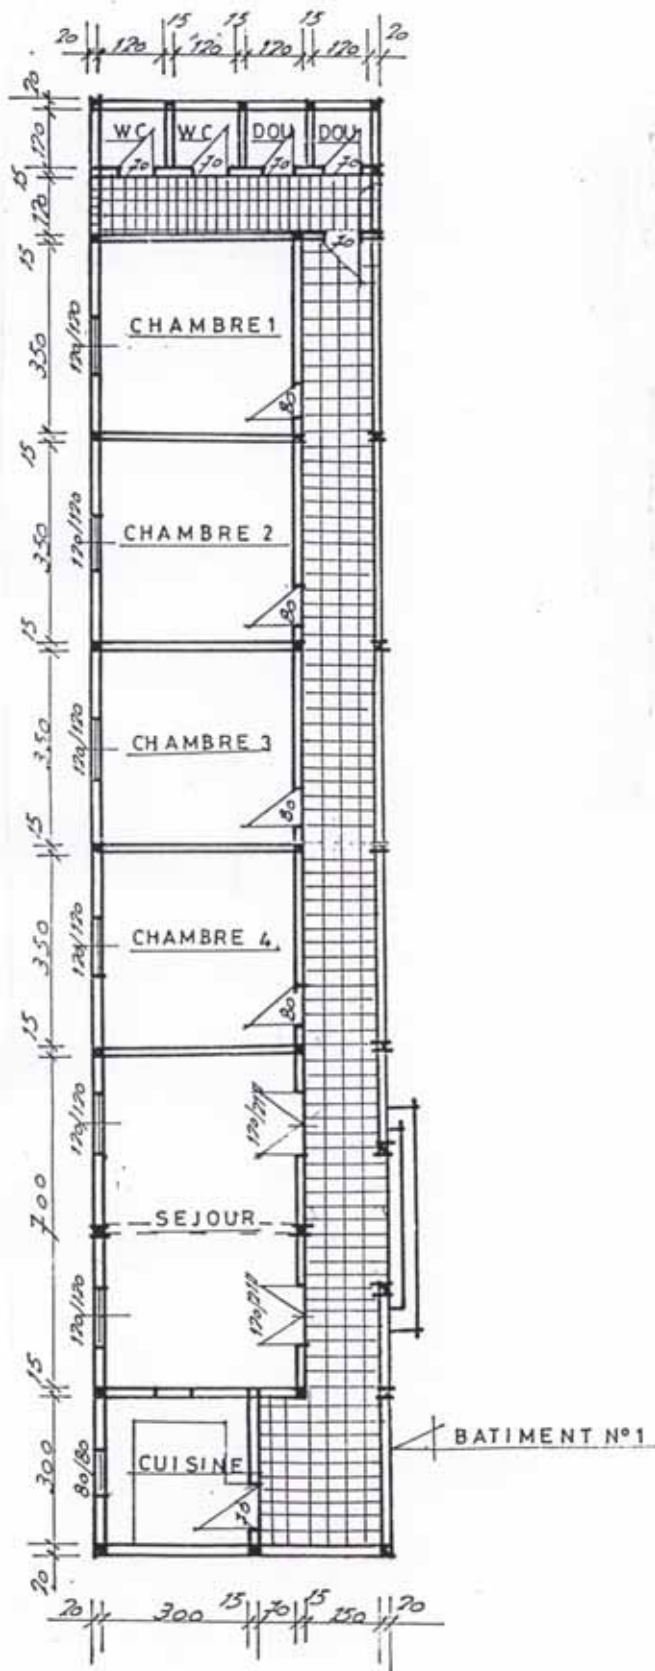 20 120 15 120 15 120 15 120 20
20 120 15 120 15 350 15 350 15 350 15 350 15 700 15 300 20
WC WC DOU DOU
70 70 70 70
70
CHAMBRE 1
120/120
80
CHAMBRE 2
120/120
80
CHAMBRE 3
120/120
80
CHAMBRE 4
120/120
80
120/120
120/210
SEJOUR
120/120
120/210
BATIMENT N°1
CUISINE
80/80
70
20 300 15 70 15 150 20